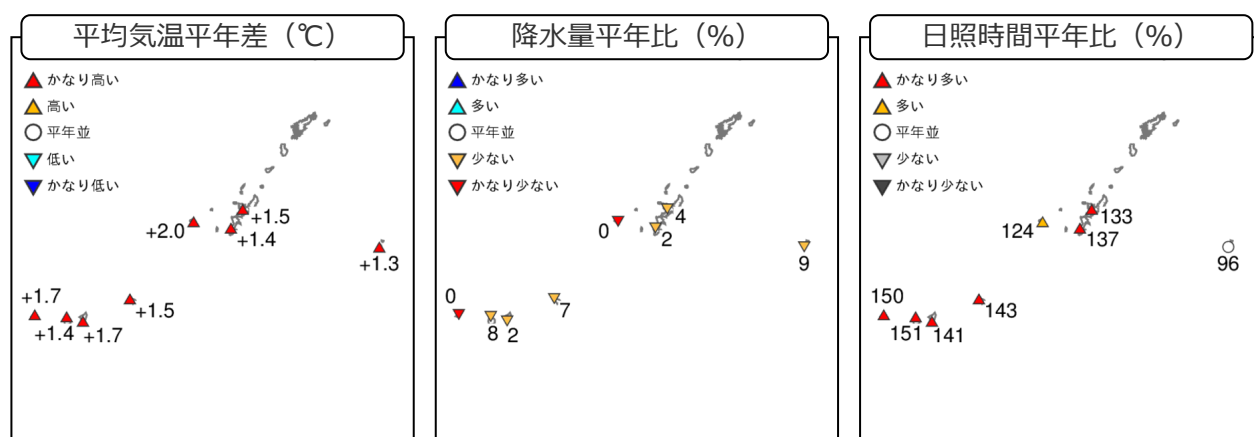 平均気温平年差（℃）
かなり高い
高い
平年並
低い
かなり低い
+2.0
+1.5
+1.4
+1.3
+1.7
+1.5
+1.4
+1.7
降水量平年比（%）
かなり多い
多い
平年並
少ない
かなり少ない
0
4
2
9
0
7
8
2
日照時間平年比（%）
かなり多い
多い
平年並
少ない
かなり少ない
124
133
137
96
150
143
151
141